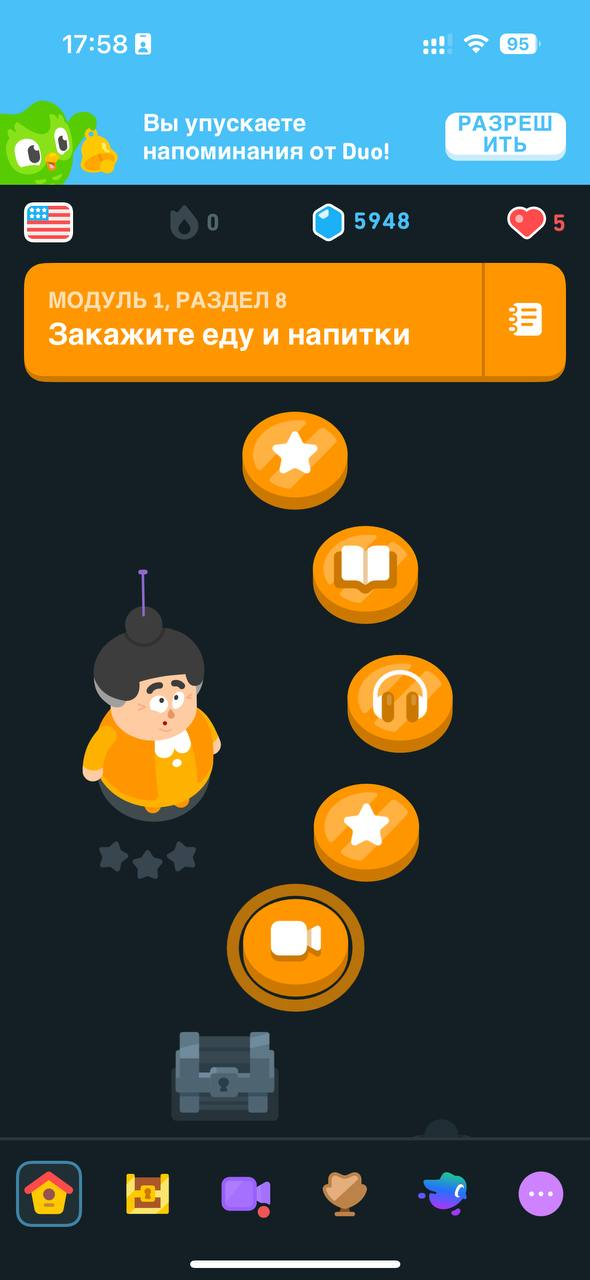 17:58
95
Вы упускаете
напоминания от Duo!
РАЗРЕШ
ИТЬ
0
5948
5
МОДУЛЬ 1, РАЗДЕЛ 8
Закажите еду и напитки